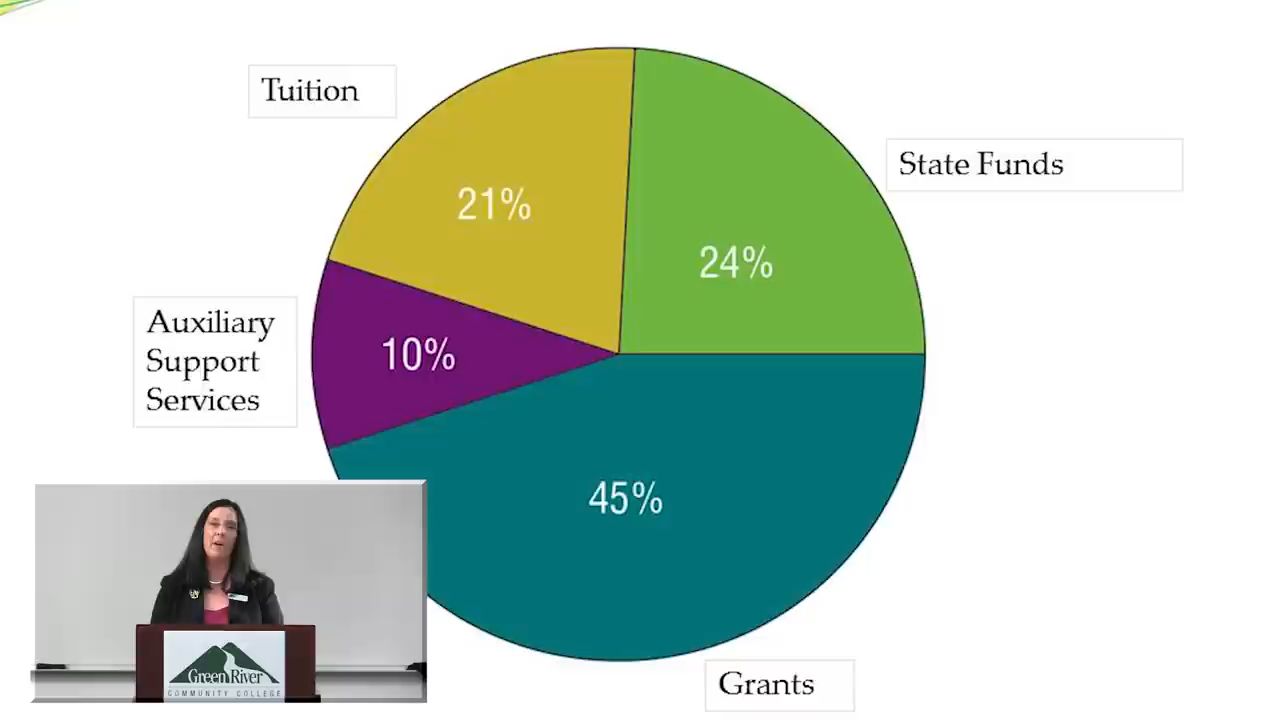 Tuition
State Funds
21%
24%
Auxiliary
Support
Services
10%
45%
Green River
COMMUNITY COLLEGE
Grants